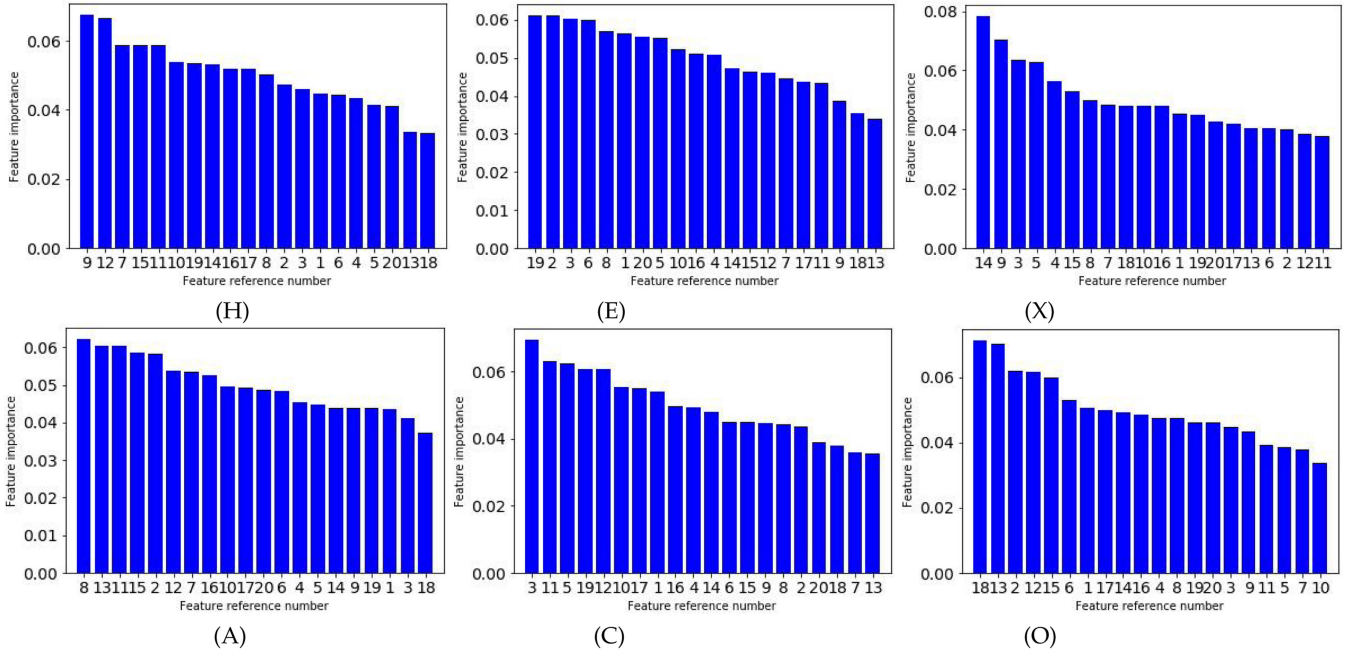 Feature importance
0.06
0.04
0.02
0.00
9 12 7 15 11 10 19 14 16 17 8 2 3 1 6 4 5 20 13 18
Feature reference number
(H)
Feature importance
0.06
0.05
0.04
0.03
0.02
0.01
0.00
19 2 3 6 8 1 20 5 10 16 4 14 15 12 7 17 11 9 18 13
Feature reference number
(E)
Feature importance
0.08
0.06
0.04
0.02
0.00
14 9 3 5 4 15 8 7 18 10 16 1 19 20 17 13 6 2 12 11
Feature reference number
(X)
Feature importance
0.06
0.05
0.04
0.03
0.02
0.01
0.00
8 13 11 15 2 12 7 16 10 17 20 6 4 5 14 9 19 1 3 18
Feature reference number
(A)
Feature importance
0.06
0.04
0.02
0.00
3 11 5 19 12 10 17 1 16 4 14 6 15 9 8 2 20 18 7 13
Feature reference number
(C)
Feature importance
0.06
0.04
0.02
0.00
18 13 2 12 15 6 1 17 14 16 4 8 19 20 3 9 11 5 7 10
Feature reference number
(O)